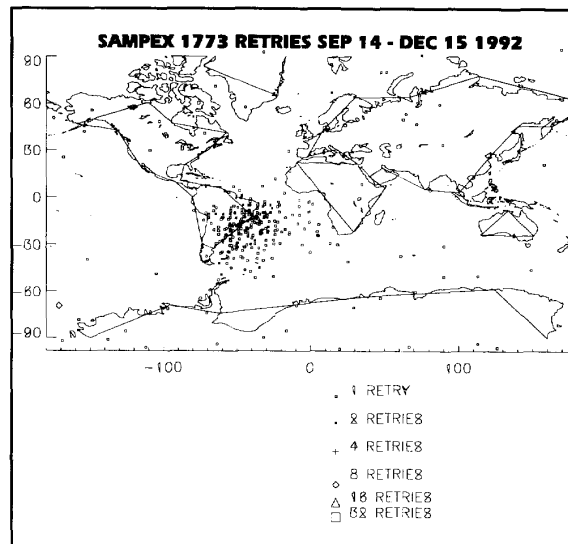 SAMPEX 1773 RETRIES SEP 14 - DEC 15 1992
90
60
30
0
-30
-60
-90
-100 0 100
1 RETRY
2 RETRIES
4 RETRIES
8 RETRIES
16 RETRIES
32 RETRIES